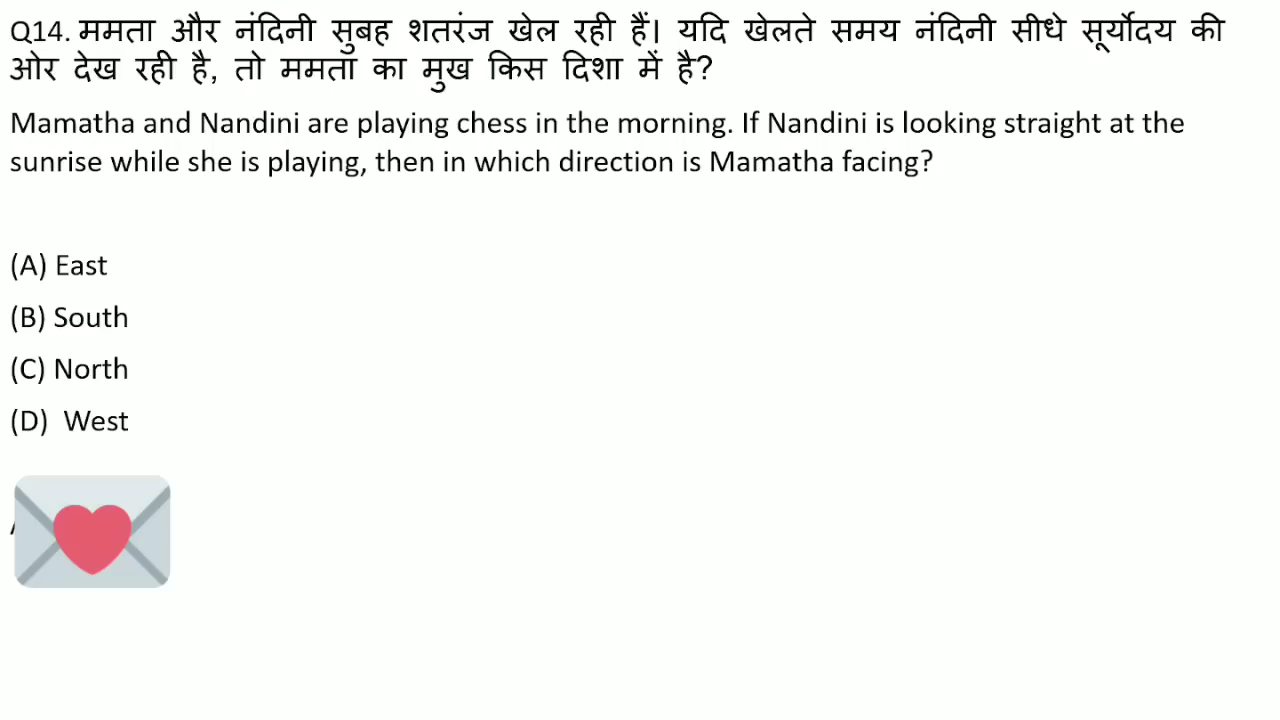 Q14. ममता और नंदिनी सुबह शतरंज खेल रही हैं। यदि खेलते समय नंदिनी सीधे सूर्योदय की
ओर देख रही है, तो ममता का मुख किस दिशा में है?
Mamatha and Nandini are playing chess in the morning. If Nandini is looking straight at the
sunrise while she is playing, then in which direction is Mamatha facing?
(A) East
(B) South
(C) North
(D) West